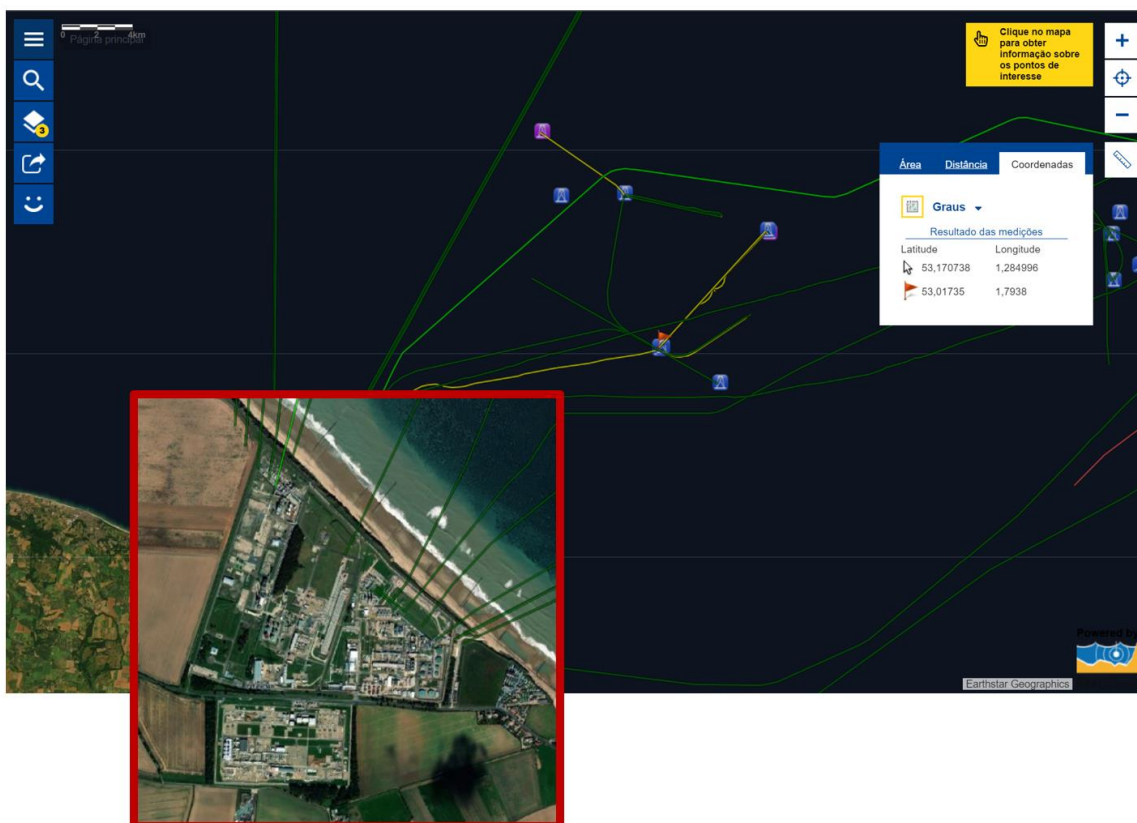 0 2 4km
Página principal
3
Clique no mapa
para obter
informação sobre
os pontos de
interesse
Área Distância Coordenadas
Graus
Resultado das medições
Latitude Longitude
53,170738 1,284996
53,01735 1,7938
Powered by
Earthstar Geographics